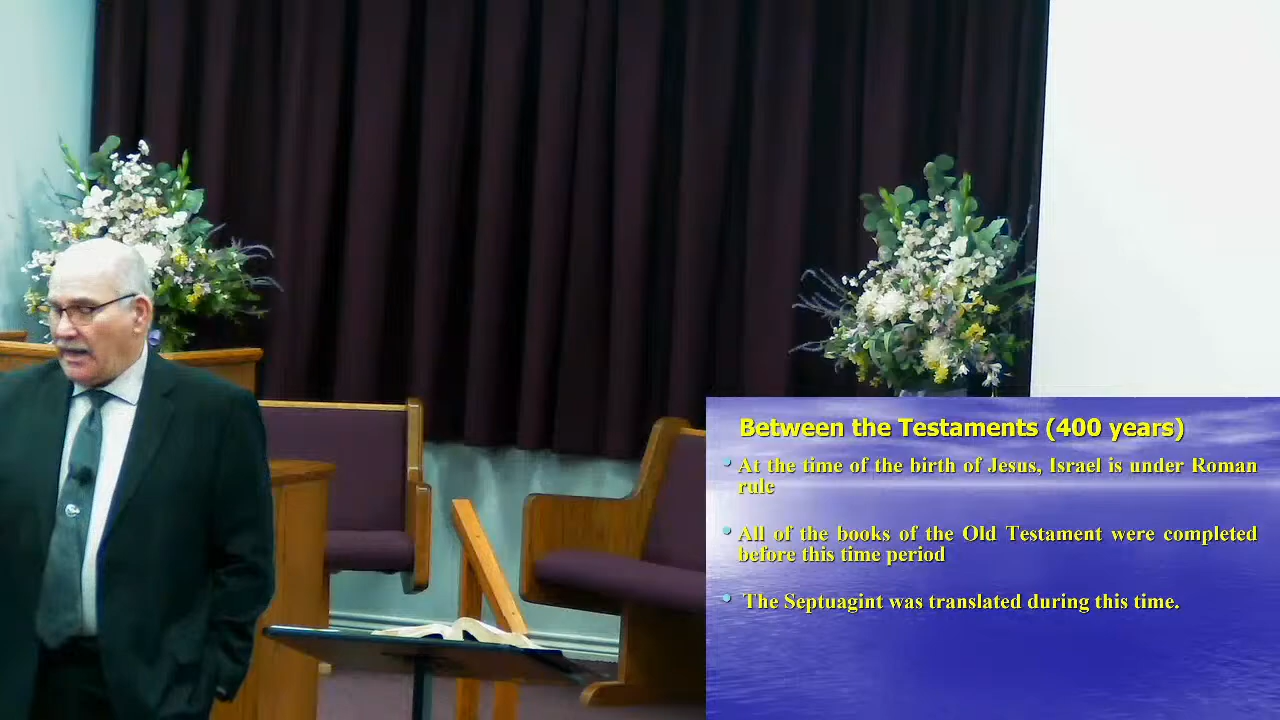 Between the Testaments (400 years)
At the time of the birth of Jesus, Israel is under Roman
rule
All of the books of the Old Testament were completed
before this time period
The Septuagint was translated during this time.